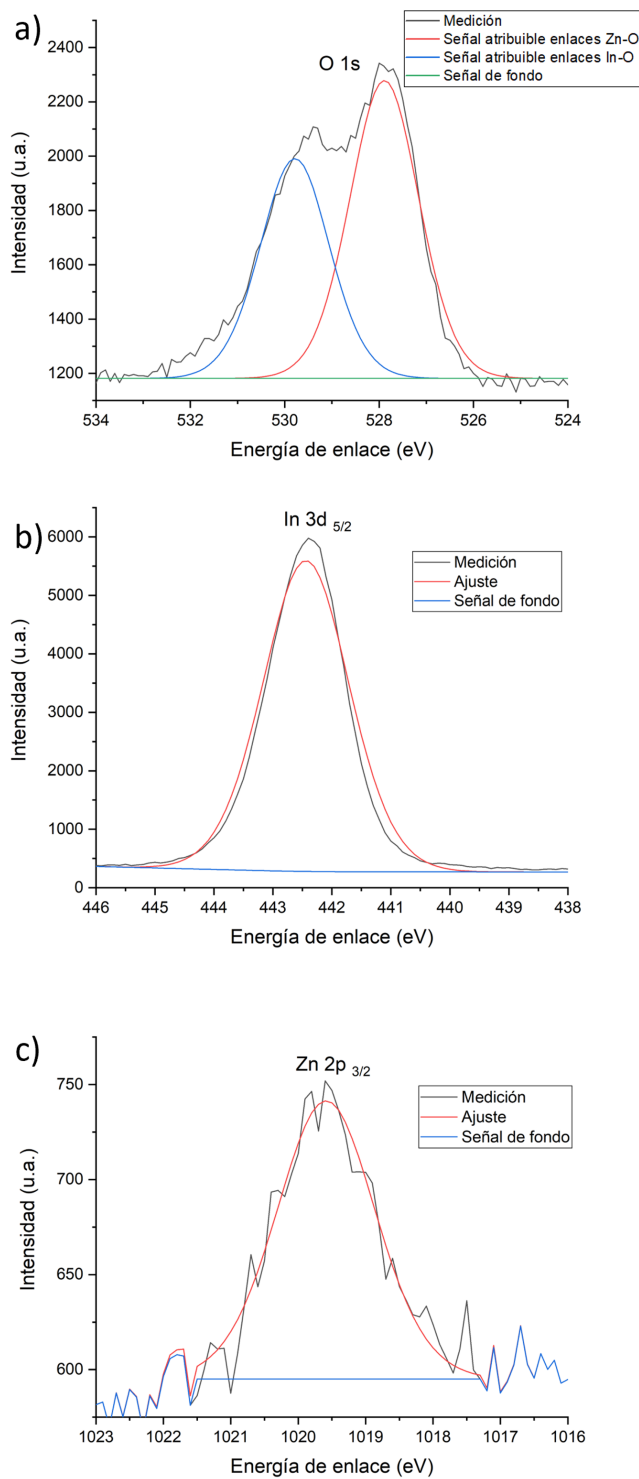 a)
Medición
Señal atribuible enlaces Zn-O
Señal atribuible enlaces In-O
Señal de fondo
O 1s
2400
2200
2000
1800
1600
1400
1200
Intensidad (u.a.)
534 532 530 528 526 524
Energía de enlace (eV)
b)
In 3d 5/2
Medición
Ajuste
Señal de fondo
6000
5000
4000
3000
2000
1000
0
Intensidad (u.a.)
446 445 444 443 442 441 440 439 438
Energía de enlace (eV)
c)
Zn 2p 3/2
Medición
Ajuste
Señal de fondo
750
700
650
600
Intensidad (u.a.)
1023 1022 1021 1020 1019 1018 1017 1016
Energía de enlace (eV)